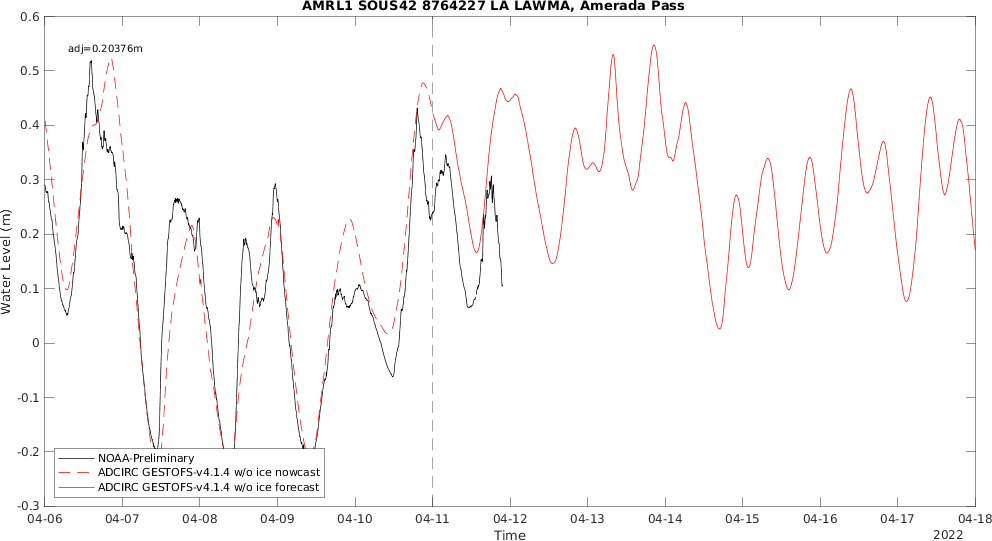 AMRL1 SOUS42 8764227 LA LAWMA, Amerada Pass
adj=0.20376m
Water Level (m)
0.6
0.5
0.4
0.3
0.2
0.1
0
-0.1
-0.2
-0.3
NOAA-Preliminary
ADCIRC GESTOFS-v4.1.4 w/o ice nowcast
ADCIRC GESTOFS-v4.1.4 w/o ice forecast
04-06 04-07 04-08 04-09 04-10 04-11 04-12 04-13 04-14 04-15 04-16 04-17 04-18
Time
2022